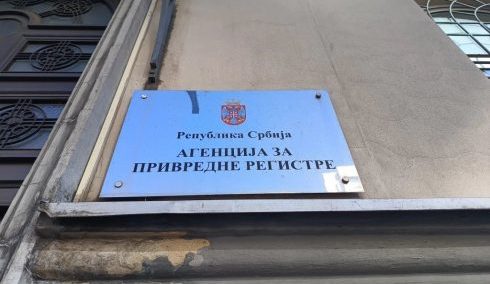 Република Србија
АГЕНЦИЈА ЗА
ПРИВРЕДНЕ РЕГИСТРЕ